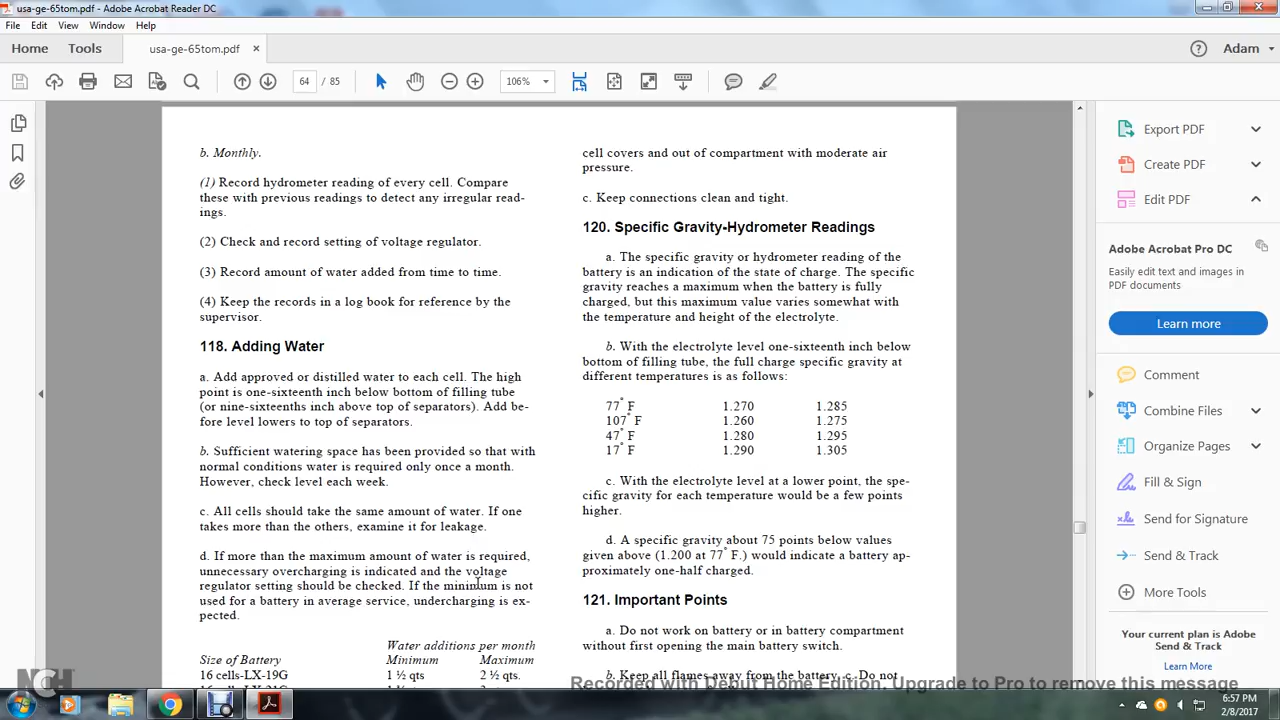 usa-ge-65tom.pdf - Adobe Acrobat Reader DC
File Edit View Window Help
Home Tools usa-ge-65tom.pdf × Adam
64 / 85 106%
b. Monthly.
(1) Record hydrometer reading of every cell. Compare
these with previous readings to detect any irregular read-
ings.
(2) Check and record setting of voltage regulator.
(3) Record amount of water added from time to time.
(4) Keep the records in a log book for reference by the
supervisor.
118. Adding Water
a. Add approved or distilled water to each cell. The high
point is one-sixteenth inch below bottom of filling tube
(or nine-sixteenths inch above top of separators). Add be-
fore level lowers to top of separators.
b. Sufficient watering space has been provided so that with
normal conditions water is required only once a month.
However, check level each week.
c. All cells should take the same amount of water. If one
takes more than the others, examine it for leakage.
d. If more than the maximum amount of water is required,
unnecessary overcharging is indicated and the voltage
regulator setting should be checked. If the minimum is not
used for a battery in average service, undercharging is ex-
pected.
Water additions per month
Size of Battery Minimum Maximum
16 cells-LX-19G 1 ½ qts 2 ½ qts.
cell covers and out of compartment with moderate air
pressure.
c. Keep connections clean and tight.
120. Specific Gravity-Hydrometer Readings
a. The specific gravity or hydrometer reading of the
battery is an indication of the state of charge. The specific
gravity reaches a maximum when the battery is fully
charged, but this maximum value varies somewhat with
the temperature and height of the electrolyte.
b. With the electrolyte level one-sixteenth inch below
bottom of filling tube, the full charge specific gravity at
different temperatures is as follows:
77° F 1.270 1.285
107° F 1.260 1.275
47° F 1.280 1.295
17° F 1.290 1.305
c. With the electrolyte level at a lower point, the spe-
cific gravity for each temperature would be a few points
higher.
d. A specific gravity about 75 points below values
given above (1.200 at 77° F.) would indicate a battery ap-
proximately one-half charged.
121. Important Points
a. Do not work on battery or in battery compartment
without first opening the main battery switch.
b. Keep all flames away from the battery. c. Do not
Export PDF
Create PDF
Edit PDF
Adobe Acrobat Pro DC
Easily edit text and images in
PDF documents
Learn more
Comment
Combine Files
Organize Pages
Fill & Sign
Send for Signature
Send & Track
More Tools
Your current plan is Adobe
Send & Track
Learn More
NCH
Recorded with Debut Home Edition. Upgrade to Pro to remove this message
6:57 PM
2/8/2017